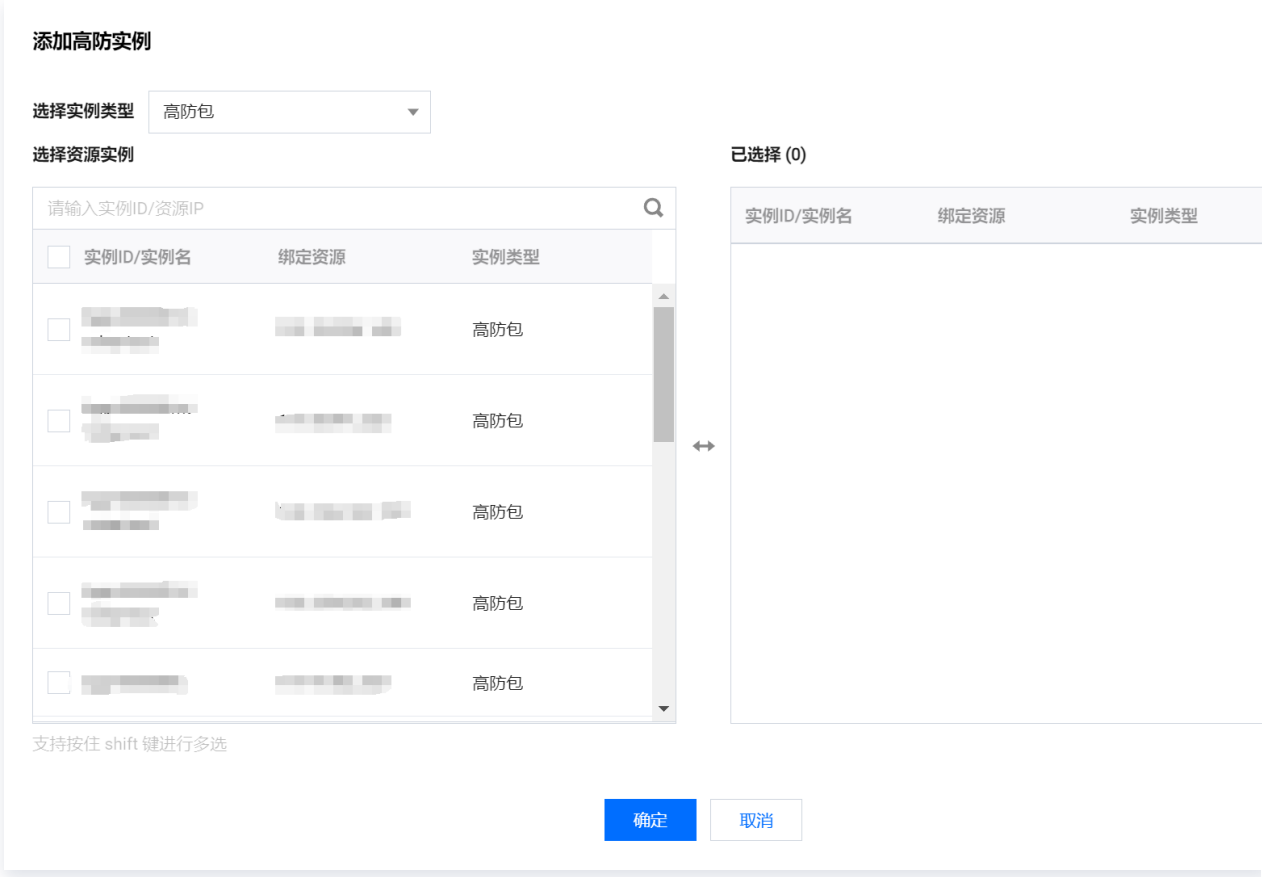 添加高防实例
选择实例类型 高防包
选择资源实例
已选择 (0)
请输入实例ID/资源IP
实例ID/实例名 绑定资源 实例类型
实例ID/实例名 绑定资源 实例类型
高防包
高防包
高防包
高防包
高防包
支持按住 shift 键进行多选
确定 取消